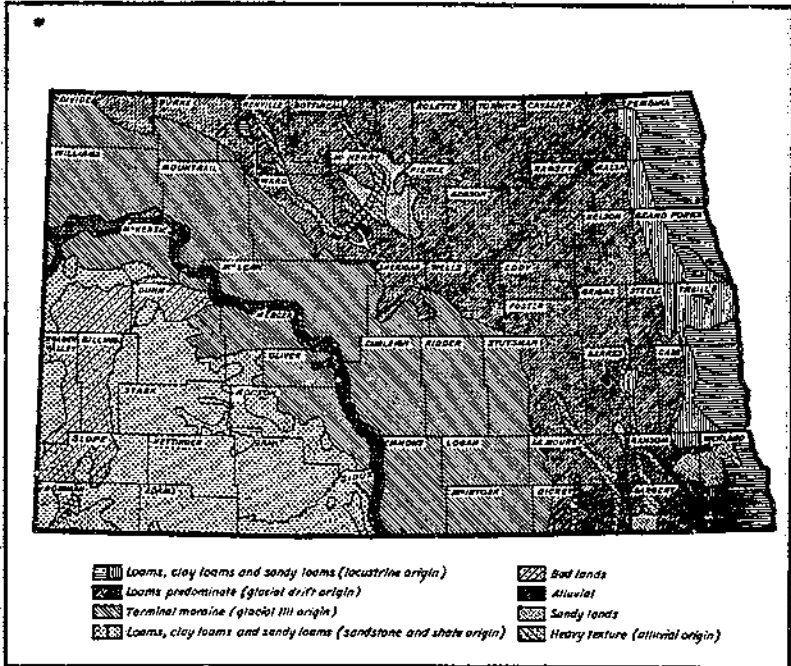 *
DIVIDE BURKE RENVILLE BOTTINEAU ROLETTE TOWNER CAVALIER PEMBINA
WILLIAMS MOUNTRAIL WARD McHENRY PIERCE RAMSEY WALSH
BENSON
NELSON GRAND FORKS
McKENZIE
McLEAN SHERIDAN WELLS EDDY
DUNN FOSTER GRIGGS STEELE TRAILL
MERCER
BILLINGS OLIVER BURLEIGH KIDDER STUTSMAN BARNES CASS
STARK
SLOPE HETTINGER GRANT EMMONS LOGAN LA MOURE RANSOM RICHLAND
SIOUX
BOWMAN ADAMS McINTOSH DICKEY SARGENT
Loams, clay loams and sandy loams (locustrine origin)
Loams predominate (glacial drift origin)
Terminal moraine (glacial till origin)
Loams, clay loams and sandy loams (sandstone and shale origin)
Bad lands
Alluvial
Sandy lands
Heavy texture (alluvial origin)